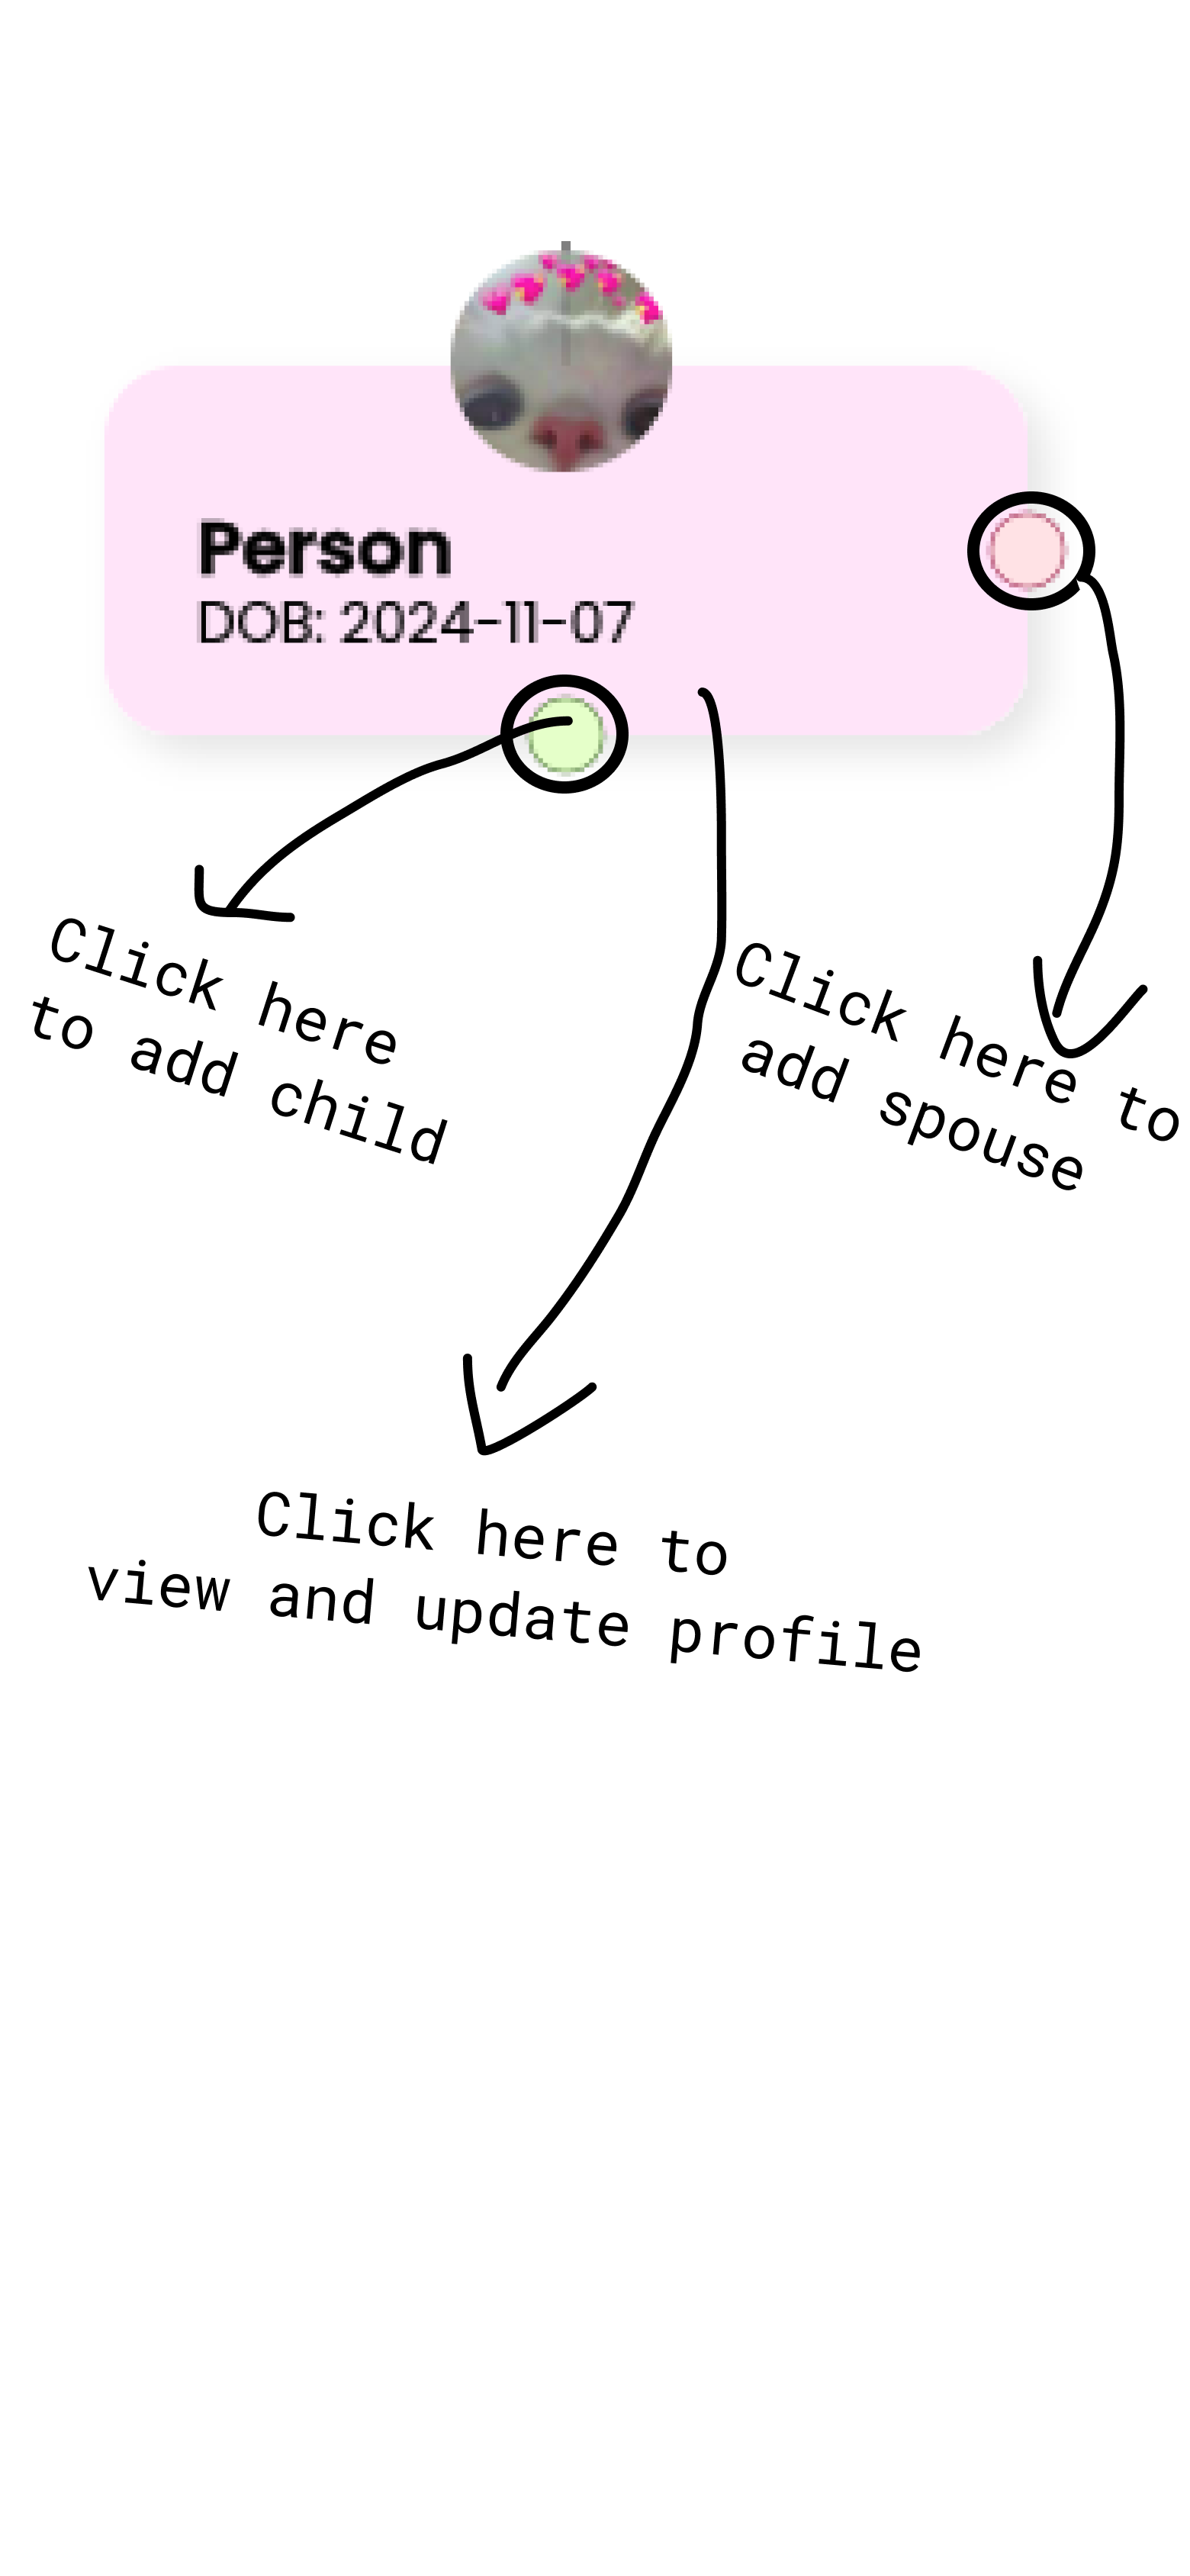 Person
DOB: 2024-11-07
Click here
to add child
Click here to
add spouse
Click here to
view and update profile